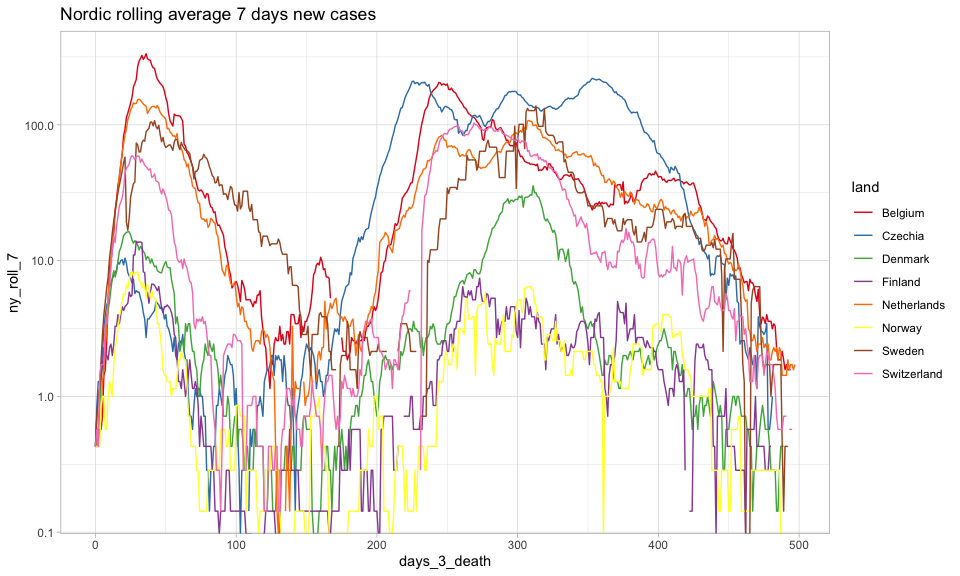 Nordic rolling average 7 days new cases
ny_roll_7
100.0
10.0
1.0
0.1
0 100 200 300 400 500
days_3_death
land
Belgium
Czechia
Denmark
Finland
Netherlands
Norway
Sweden
Switzerland